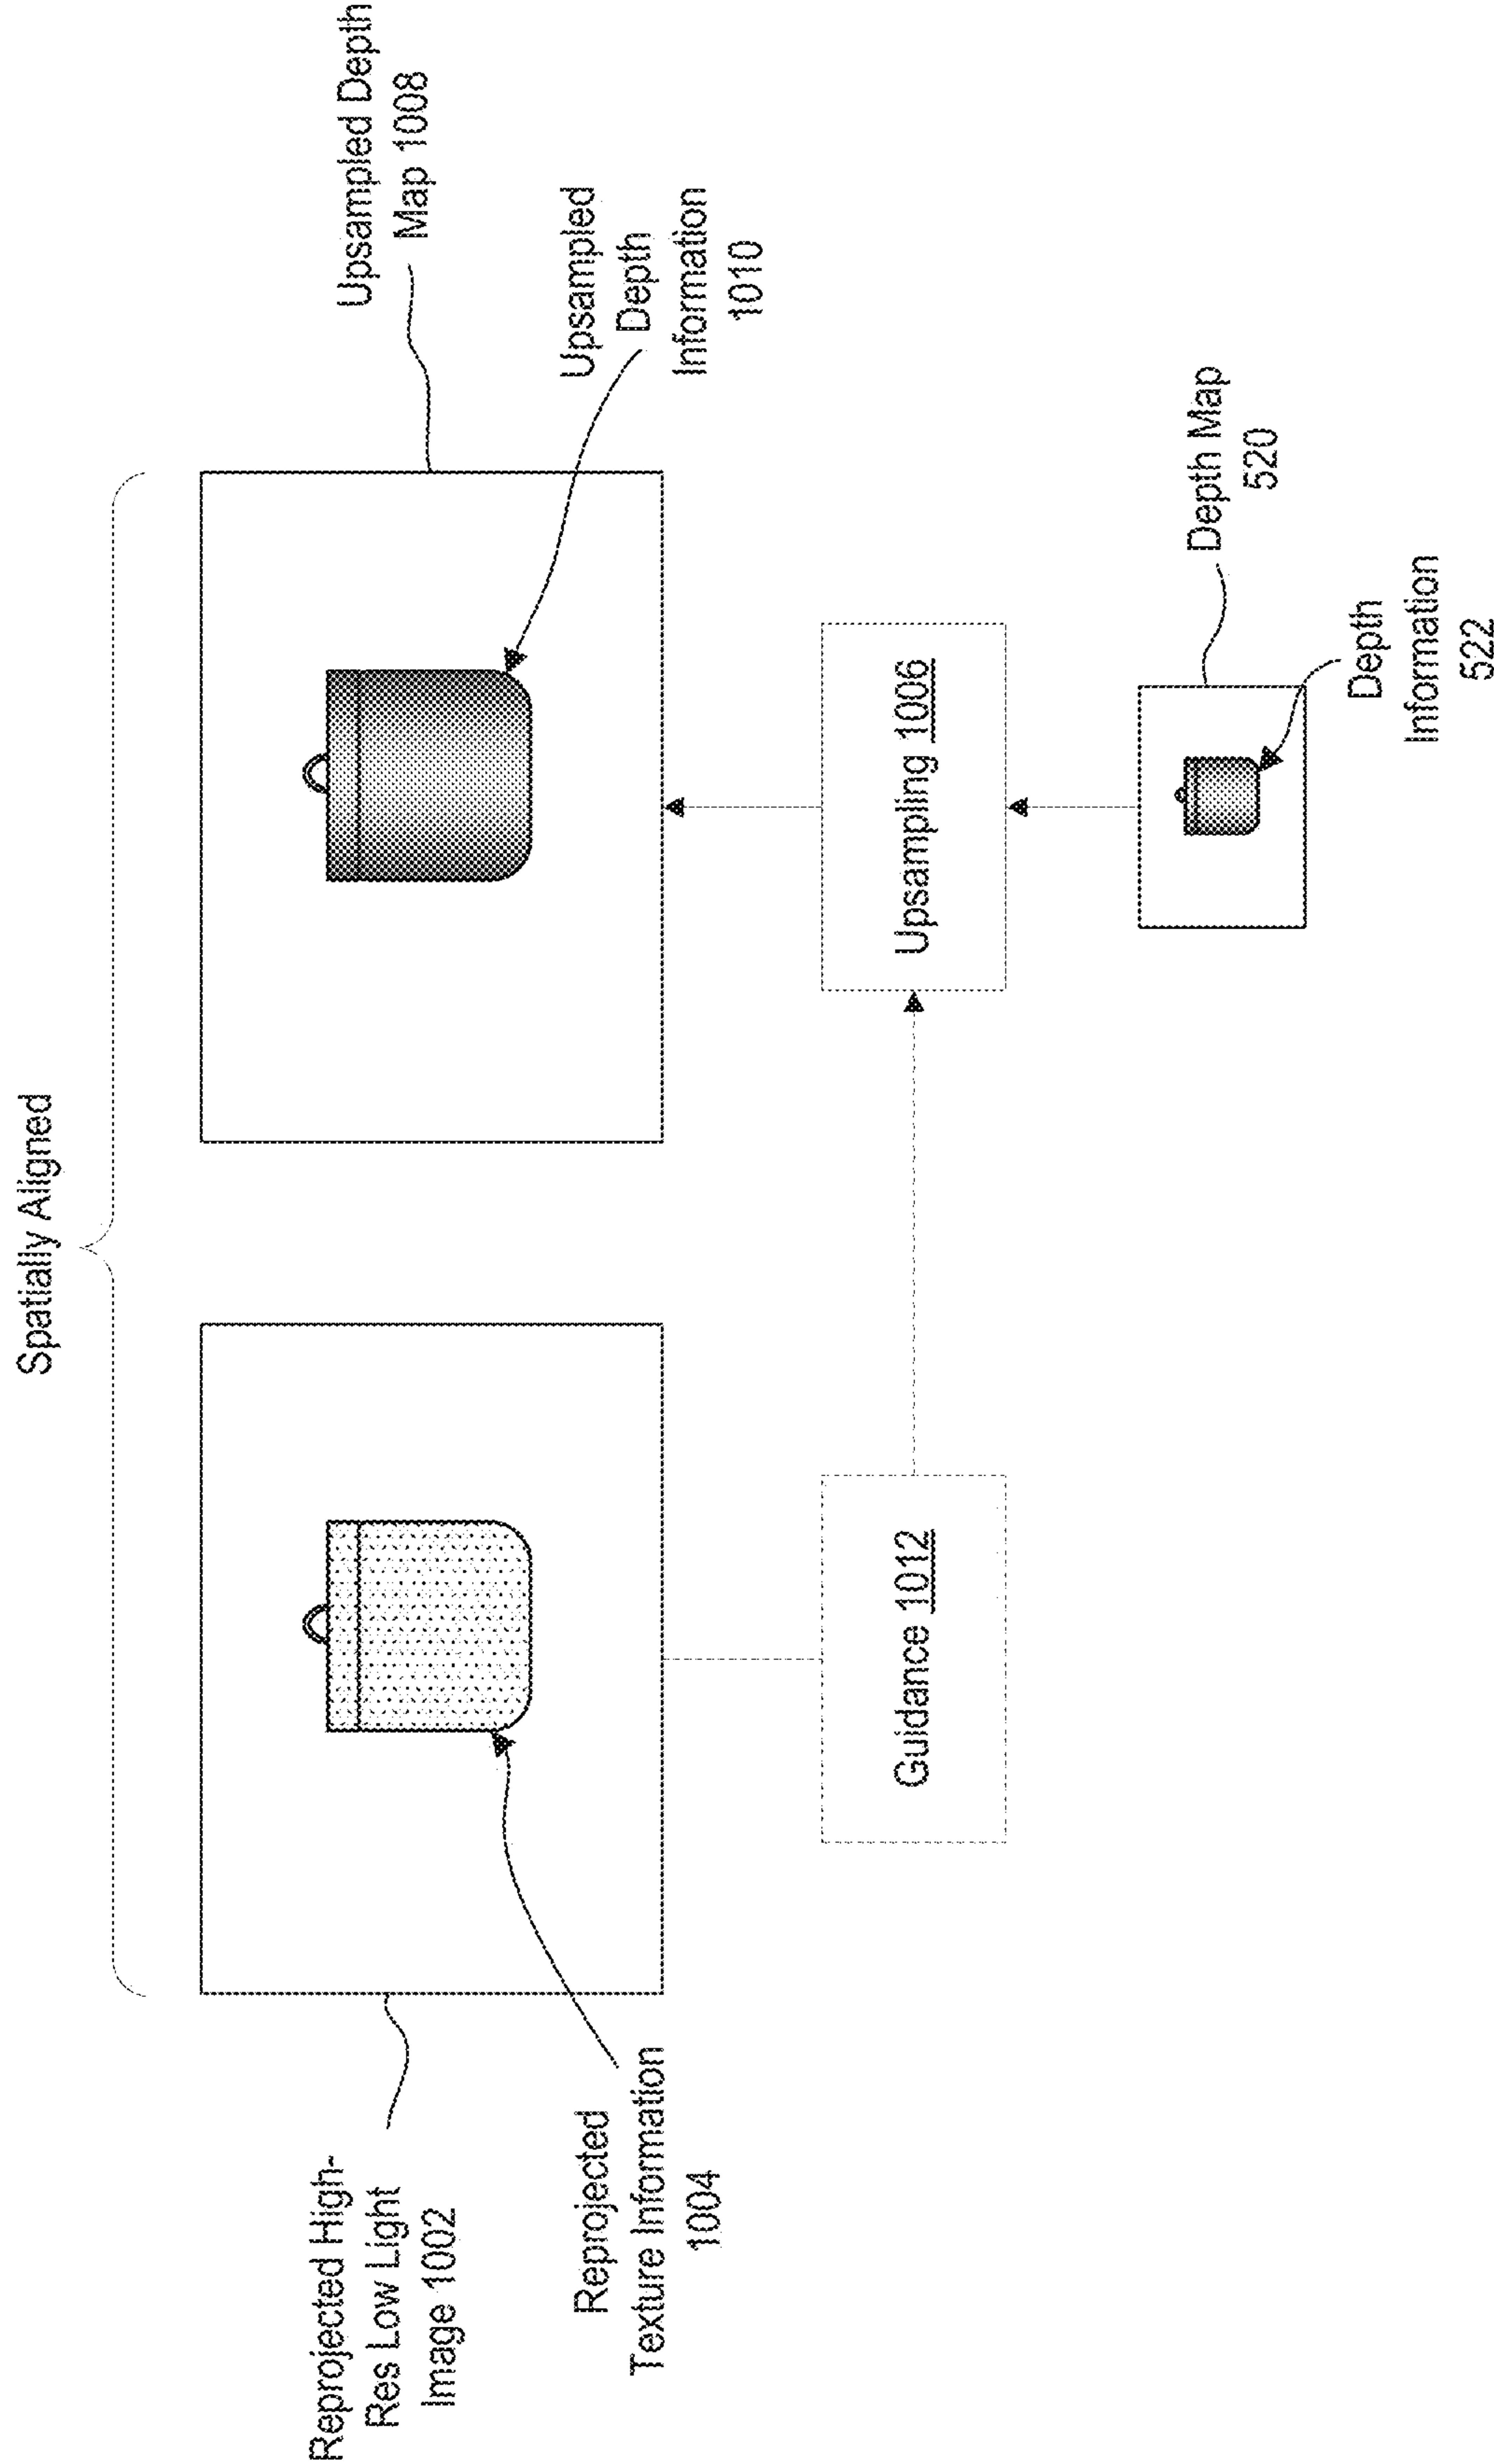 Spatially Aligned
Reprojected High-
Res Low Light
Image 1002
Reprojected
Texture Information
1004
Upsampled Depth
Map 1008
Upsampled
Depth
Information
1010
Guidance 1012
Upsampling 1006
Depth Map
520
Depth
Information
522